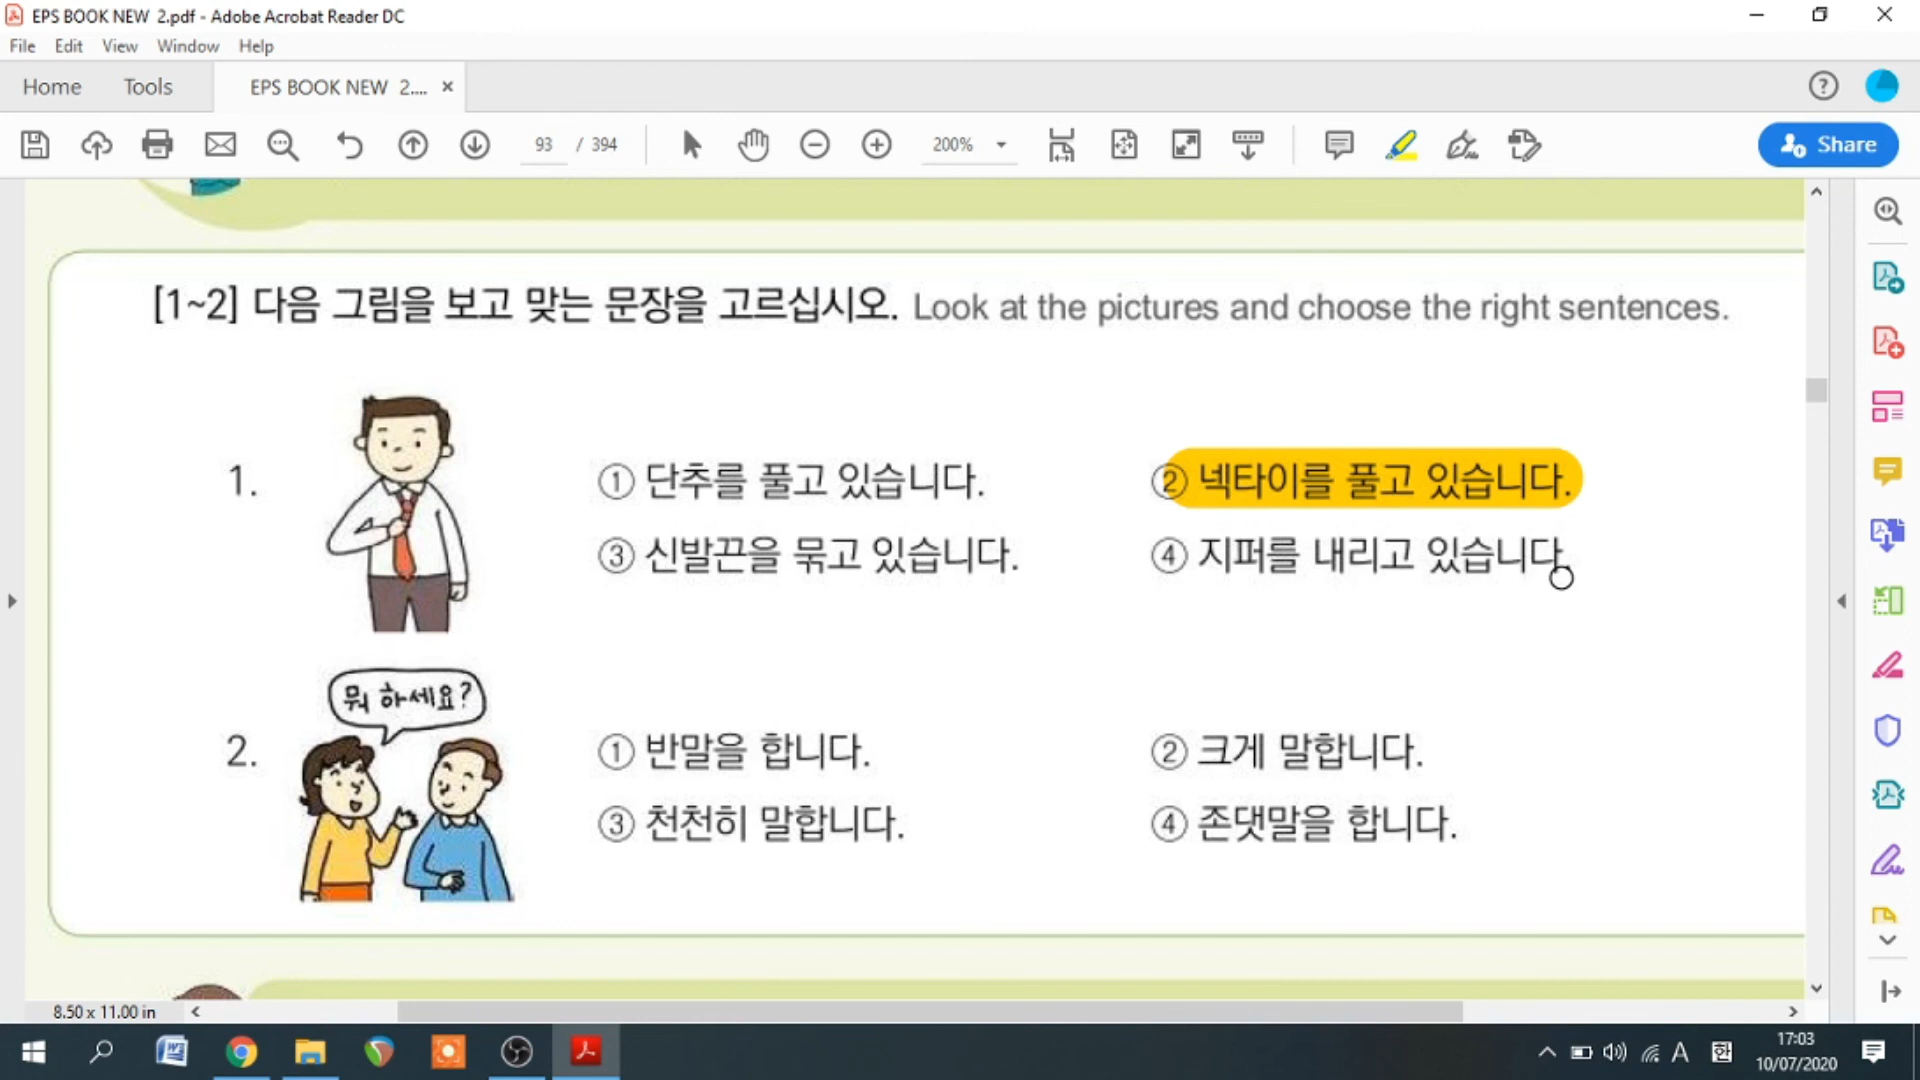 EPS BOOK NEW 2.pdf - Adobe Acrobat Reader DC
File Edit View Window Help
Home Tools EPS BOOK NEW 2.... ×
93 / 394 200% Share
[1~2] 다음 그림을 보고 맞는 문장을 고르십시오. Look at the pictures and choose the right sentences.
1. ① 단추를 풀고 있습니다. ② 넥타이를 풀고 있습니다.
③ 신발끈을 묶고 있습니다. ④ 지퍼를 내리고 있습니다.
뭐 하세요?
2. ① 반말을 합니다. ② 크게 말합니다.
③ 천천히 말합니다. ④ 존댓말을 합니다.
8.50 x 11.00 in
A 한 17:03
10/07/2020